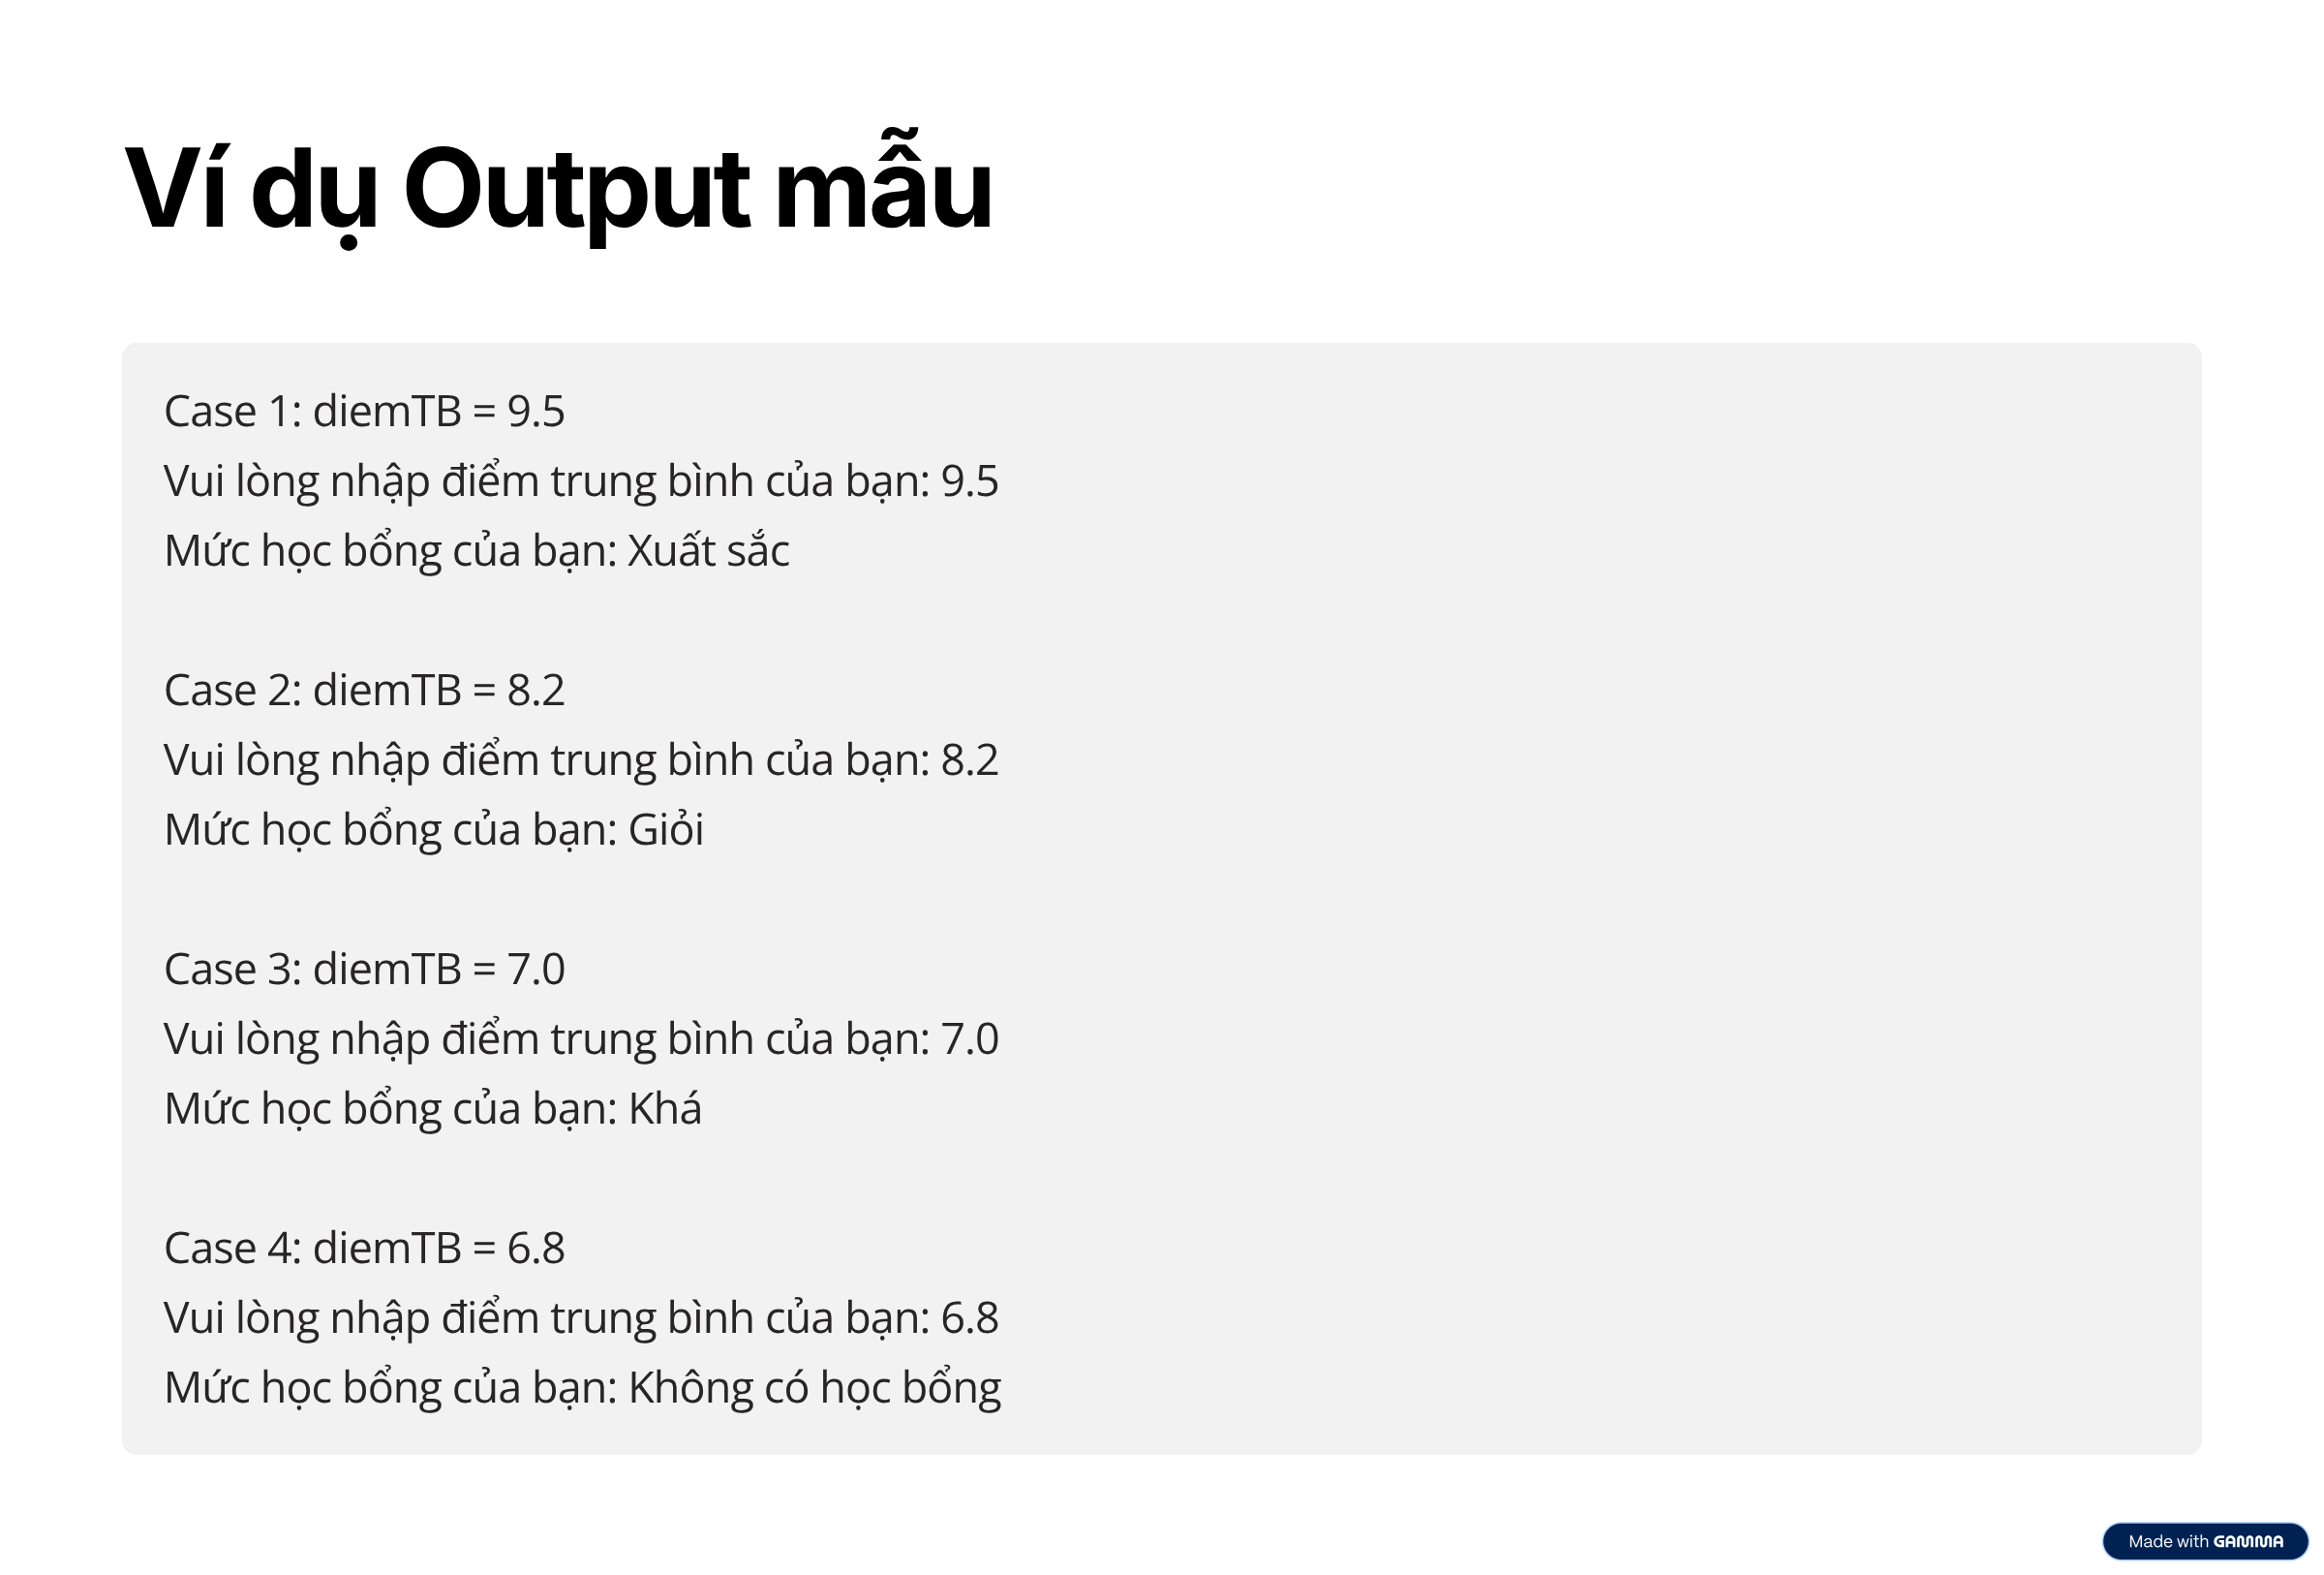 Ví dụ Output mẫu
Case 1: diemTB = 9.5
Vui lòng nhập điểm trung bình của bạn: 9.5
Mức học bổng của bạn: Xuất sắc
Case 2: diemTB = 8.2
Vui lòng nhập điểm trung bình của bạn: 8.2
Mức học bổng của bạn: Giỏi
Case 3: diemTB = 7.0
Vui lòng nhập điểm trung bình của bạn: 7.0
Mức học bổng của bạn: Khá
Case 4: diemTB = 6.8
Vui lòng nhập điểm trung bình của bạn: 6.8
Mức học bổng của bạn: Không có học bổng
Made with GAMMA